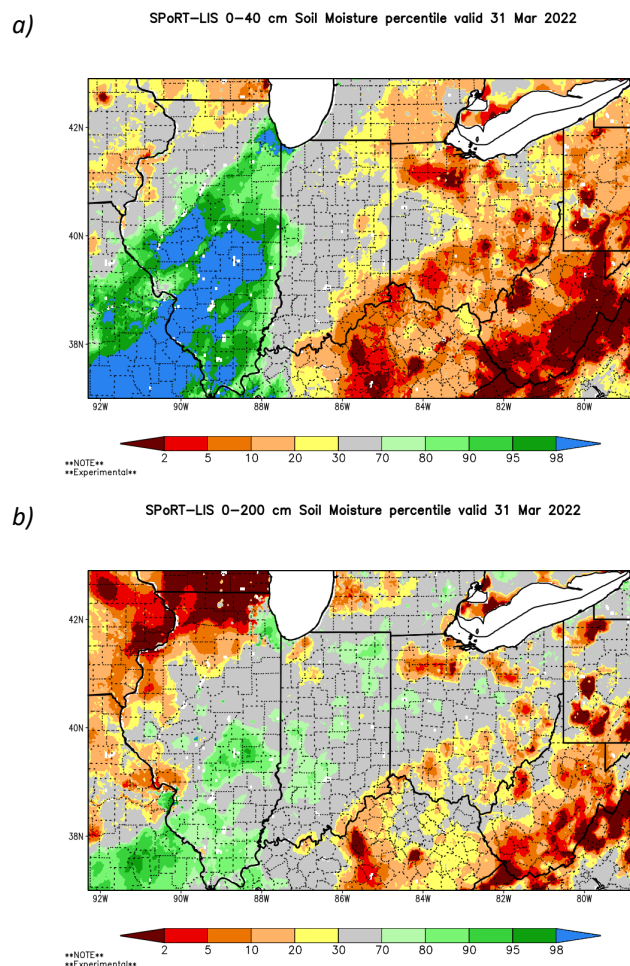 a)
SPoRT-LIS 0-40 cm Soil Moisture percentile valid 31 Mar 2022
42N
40N
38N
92W 90W 88W 86W 84W 82W 80W
2 5 10 20 30 70 80 90 95 98
**NOTE**
**Experimental**
b)
SPoRT-LIS 0-200 cm Soil Moisture percentile valid 31 Mar 2022
42N
40N
38N
92W 90W 88W 86W 84W 82W 80W
2 5 10 20 30 70 80 90 95 98
**NOTE**
**Experimental**